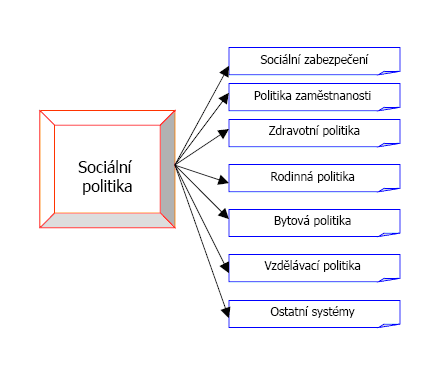 Sociální
politika
Sociální zabezpečení
Politika zaměstnanosti
Zdravotní politika
Rodinná politika
Bytová politika
Vzdělávací politika
Ostatní systémy